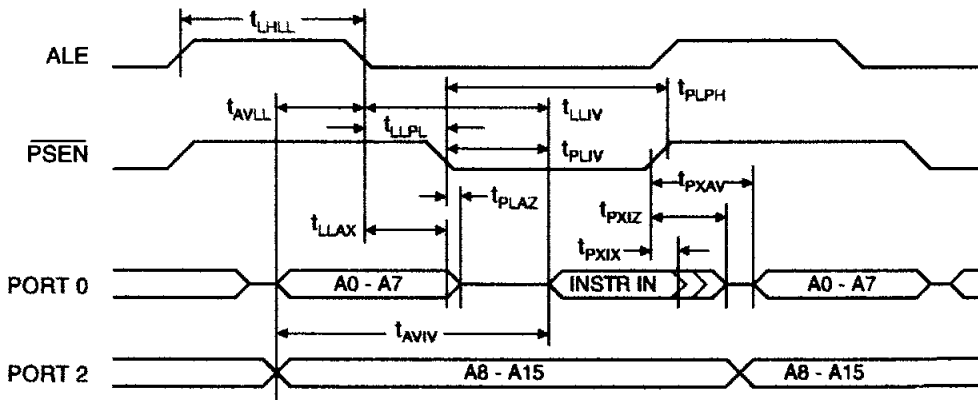 tLHLL
ALE
tPLPH
tAVLL
tLLIV
tLLPL
PSEN
tPLIV
tPXAV
tPLAZ
tPXIZ
tLLAX
tPXIX
PORT 0
A0 - A7
INSTR IN
A0 - A7
tAVIV
PORT 2
A8 - A15
A8 - A15